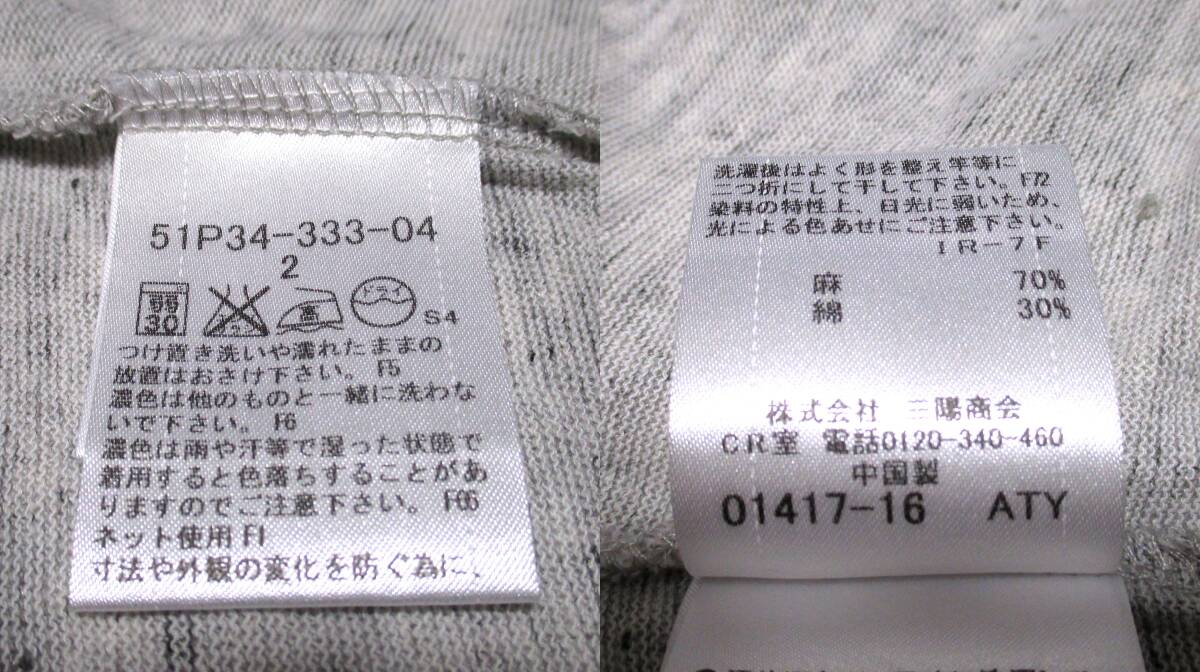 51P34-333-04
2
弱
30
エンソ
サラシ
高
ドライ
S4
つけ置き洗いや濡れたままの
放置はおさけ下さい。F5
濃色は他のものと一緒に洗わな
いで下さい。F6
濃色は雨や汗等で湿った状態で
着用すると色落ちすることがあ
りますのでご注意下さい。F66
ネット使用F1
寸法や外観の変化を防ぐ為に、
洗濯後はよく形を整え竿等に
二つ折にして干して下さい。F72
染料の特性上、日光に弱いため、
光による色あせにご注意下さい。
IR-7F
麻 70%
綿 30%
株式会社 三陽商会
CR室 電話0120-340-460
中国製
01417-16 ATY